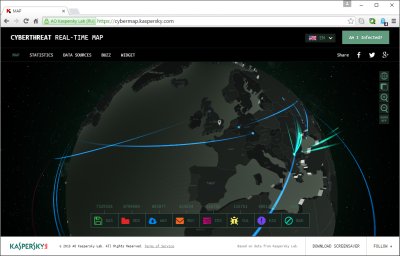 MAP
AO Kaspersky Lab [RU] https://cybermap.kaspersky.com
CYBERTHREAT REAL-TIME MAP
EN
Am I Infected?
MAP STATISTICS DATA SOURCES BUZZ WIDGET
Share
OAS ODS WAV MAV IDS VUL KAS BAD
KASPERSKY
© 2016 AO Kaspersky Lab. All Rights Reserved. Terms of Service
Based on data from Kaspersky Lab.
DOWNLOAD SCREENSAVER
FOLLOW